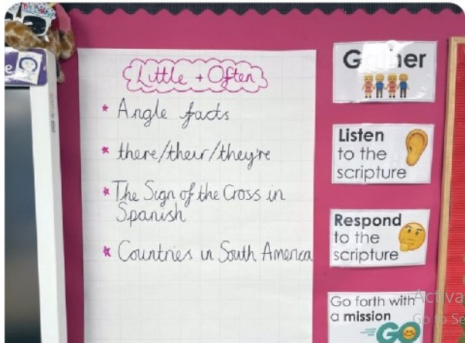 Little + Often
* Angle facts
* there/their/they're
* The Sign of the Cross in
Spanish
* Countries in South America
Gather
Listen
to the
scripture
Respond
to the
scripture
Go forth with
a mission
GO